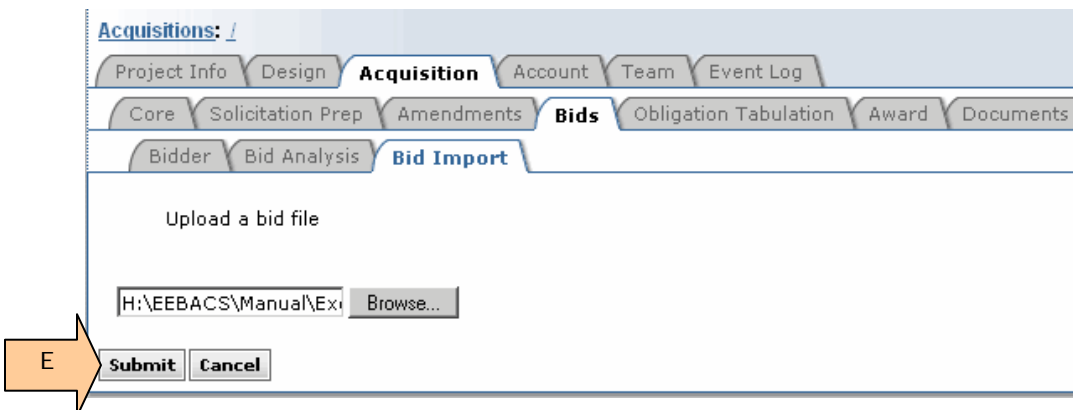 Acquisitions: /
Project Info Design Acquisition Account Team Event Log
Core Solicitation Prep Amendments Bids Obligation Tabulation Award Documents
Bidder Bid Analysis Bid Import
Upload a bid file
H:\EEBACS\Manual\Ex Browse...
E Submit Cancel